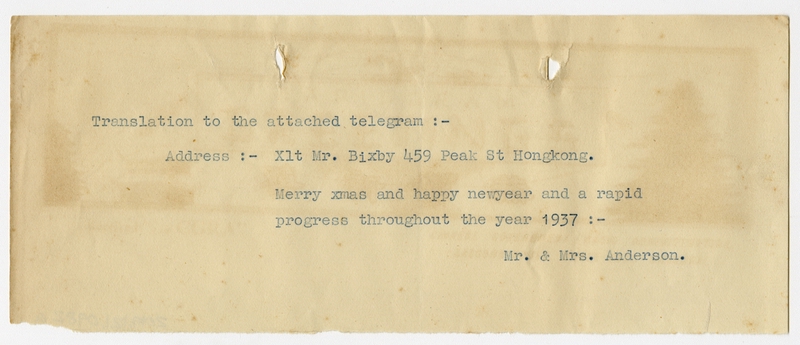 Translation to the attached telegram :-
Address :- Xlt Mr. Bixby 459 Peak St Hongkong.
Merry xmas and happy newyear and a rapid
progress throughout the year 1937 :-
Mr. & Mrs. Anderson.